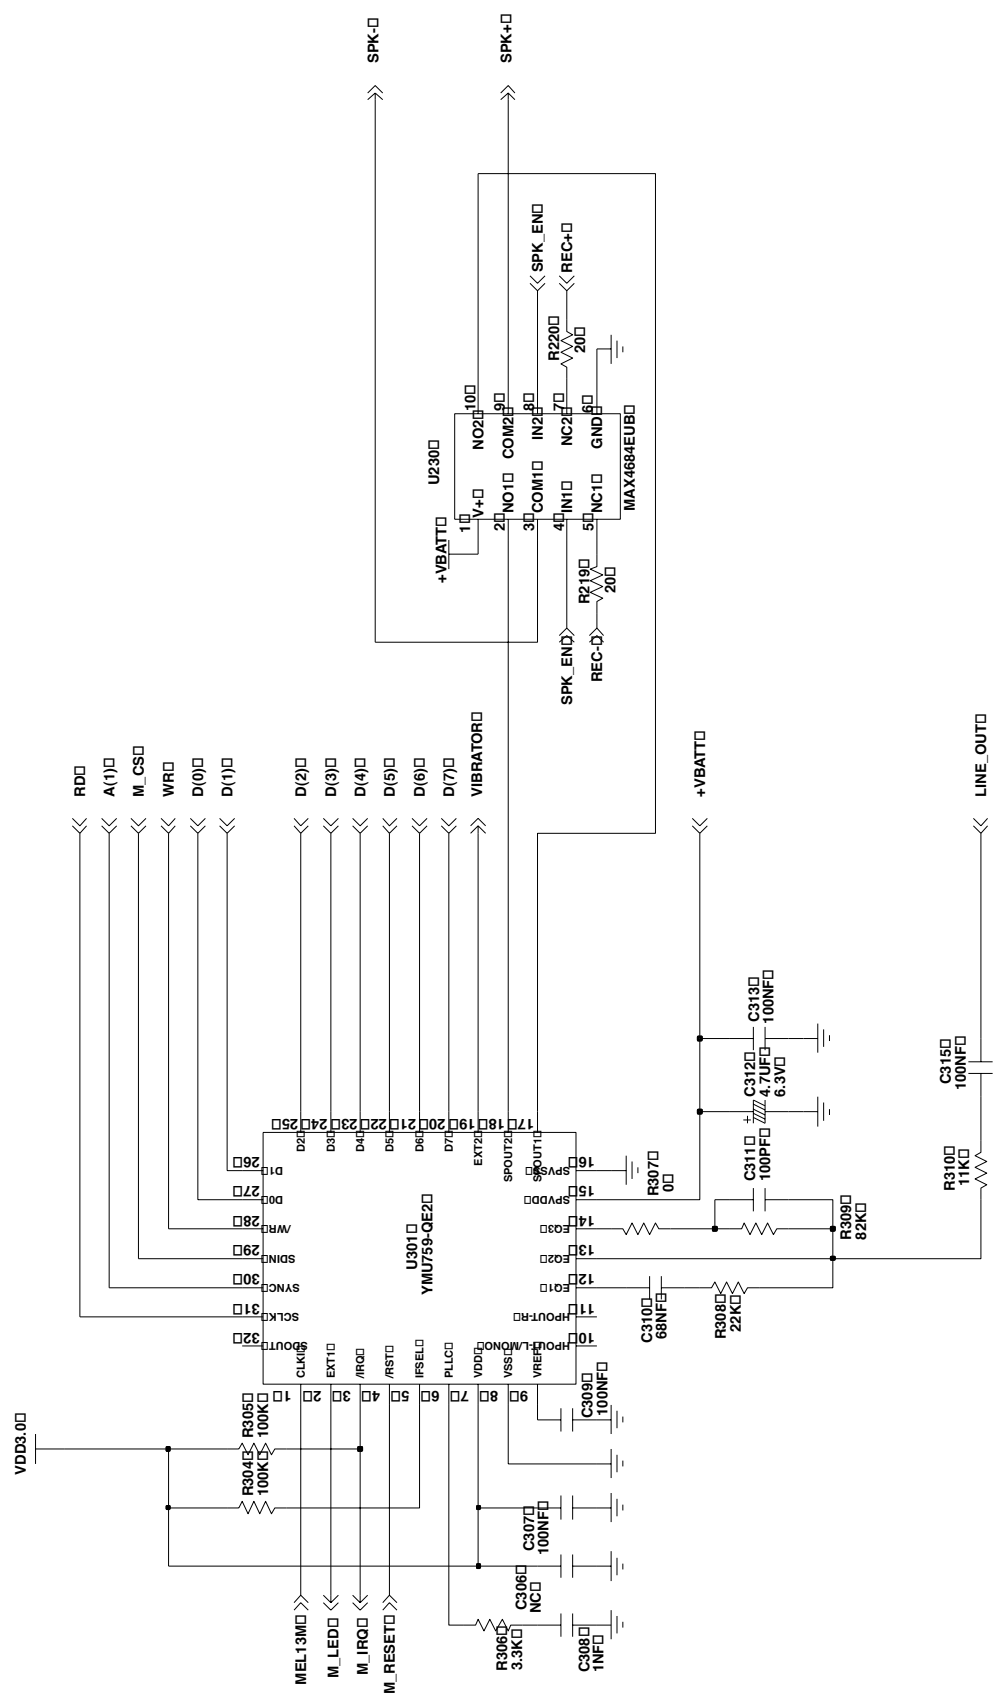 SPK-
SPK+
SPK_EN
REC+
R220
20
U230
10
9
8
7
6
NO2
COM2
IN2
NC2
GND
V+
NO1
COM1
IN1
NC1
MAX4684EUB
1
2
3
4
5
+VBATT
R219
20
SPK_EN
REC-
RD
A(1)
M_CS
WR
D(0)
D(1)
D(2)
D(3)
D(4)
D(5)
D(6)
D(7)
VIBRATOR
+VBATT
LINE_OUT
C313
100NF
C312
4.7UF
6.3V
+
C311
100PF
C315
100NF
R310
11K
R309
82K
R307
0
25
24
23
22
21
20
19
18
17
D2
D3
D4
D5
D6
D7
EXT2
SPOUT2
SPOUT1
26
27
28
29
30
31
32
D1
D0
/WR
SDIN
SYNC
SCLK
SDOUT
U301
YMU759-QE2
SPVSS
SPVDD
EQ3
EQ2
EQ1
HPOUT-R
HPOUT-L/MONO
16
15
14
13
12
11
10
CLKI
EXT1
/IRQ
/RST
IFSEL
PLLC
VDD
VSS
VREF
1
2
3
4
5
6
7
8
9
C310
68NF
R308
22K
C309
100NF
VDD3.0
R305
100K
R304
100K
C307
100NF
C306
NC
R306
3.3K
C308
1NF
MEL13M
M_LED
M_IRQ
M_RESET